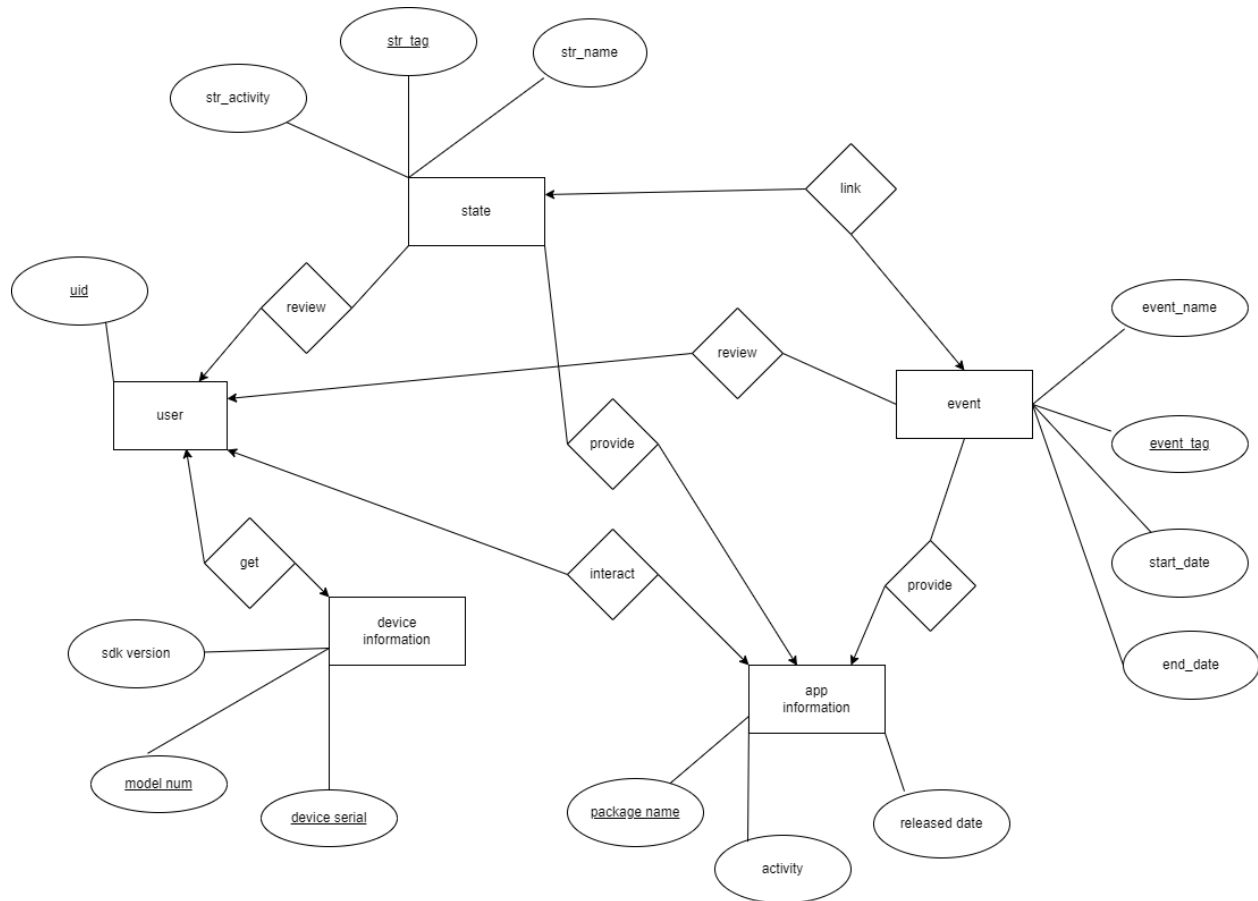 str_tag
str_name
str_activity
link
state
uid
review
event_name
review
event
user
provide
event_tag
get
interact
provide
start_date
device
information
sdk version
end_date
app
information
model num
device serial
package name
released date
activity